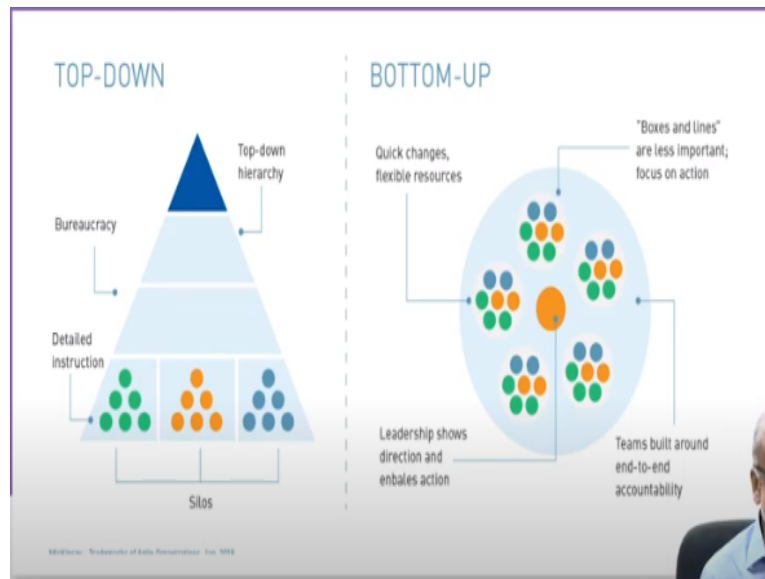 TOP-DOWN
Top-down
hierarchy
Bureaucracy
Detailed
instruction
Silos
BOTTOM-UP
"Boxes and lines"
are less important;
focus on action
Quick changes,
flexible resources
Leadership shows
direction and
enbales action
Teams built around
end-to-end
accountability